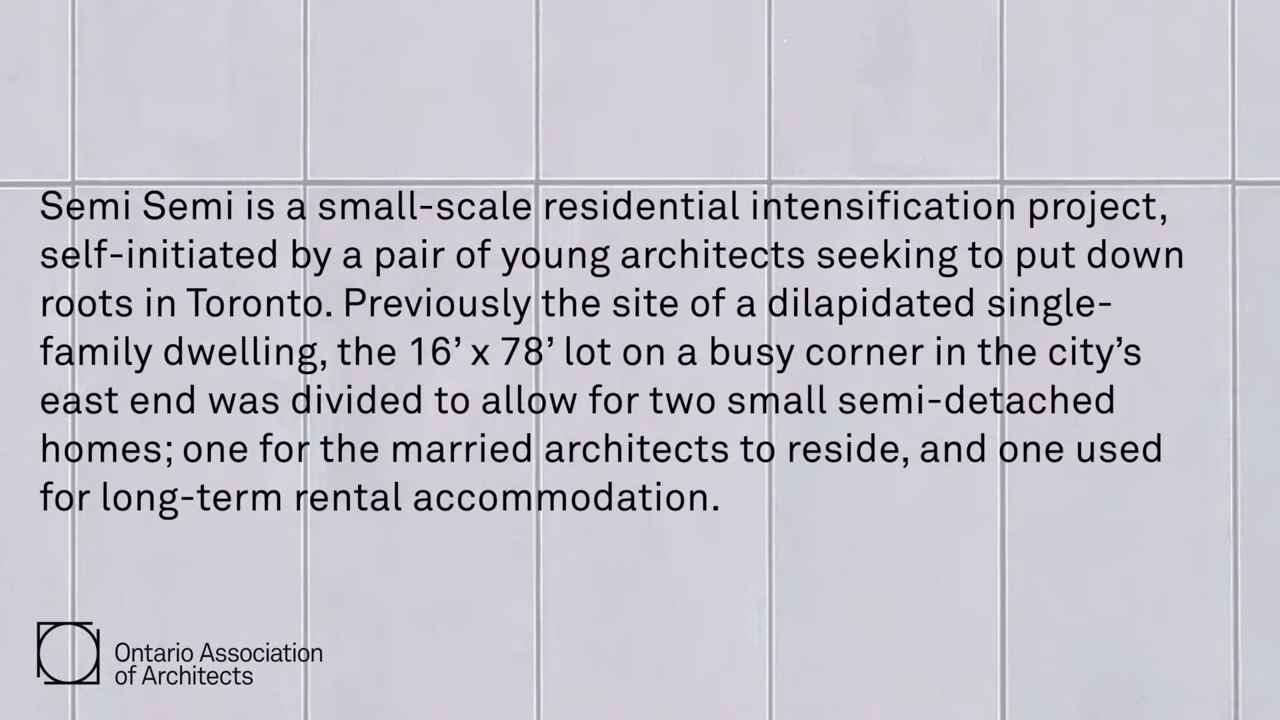 Semi Semi is a small-scale residential intensification project,
self-initiated by a pair of young architects seeking to put down
roots in Toronto. Previously the site of a dilapidated single-
family dwelling, the 16’ x 78’ lot on a busy corner in the city’s
east end was divided to allow for two small semi-detached
homes; one for the married architects to reside, and one used
for long-term rental accommodation.
Ontario Association
of Architects